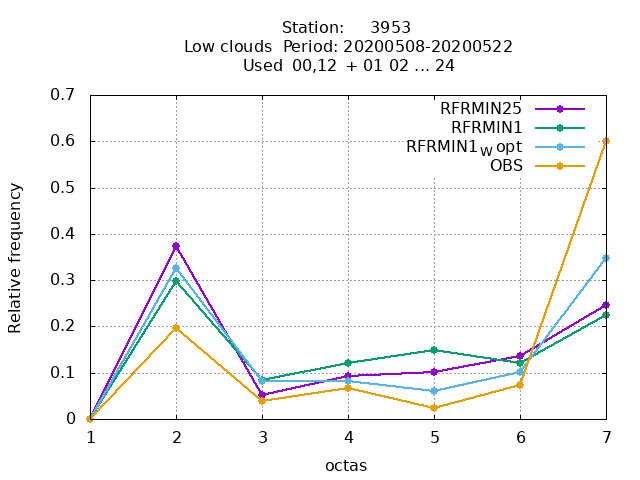 Station: 3953
Low clouds Period: 20200508-20200522
Used 00,12 + 01 02 ... 24
0.7
0.6
0.5
0.4
0.3
0.2
0.1
0
Relative frequency
RFRMIN25
RFRMIN1
RFRMIN1w opt
OBS
1 2 3 4 5 6 7
octas